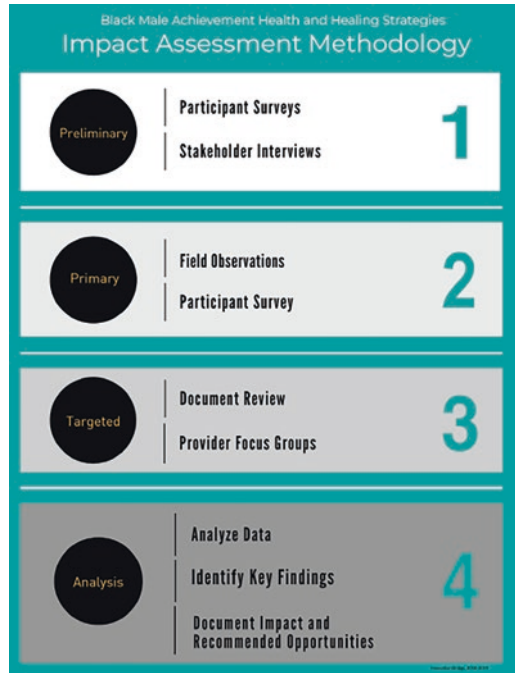 Black Male Achievement Health and Healing Strategies
Impact Assessment Methodology
Preliminary
Participant Surveys
Stakeholder Interviews
1
Primary
Field Observations
Participant Survey
2
Targeted
Document Review
Provider Focus Groups
3
Analysis
Analyze Data
Identify Key Findings
Document Impact and
Recommended Opportunities
4